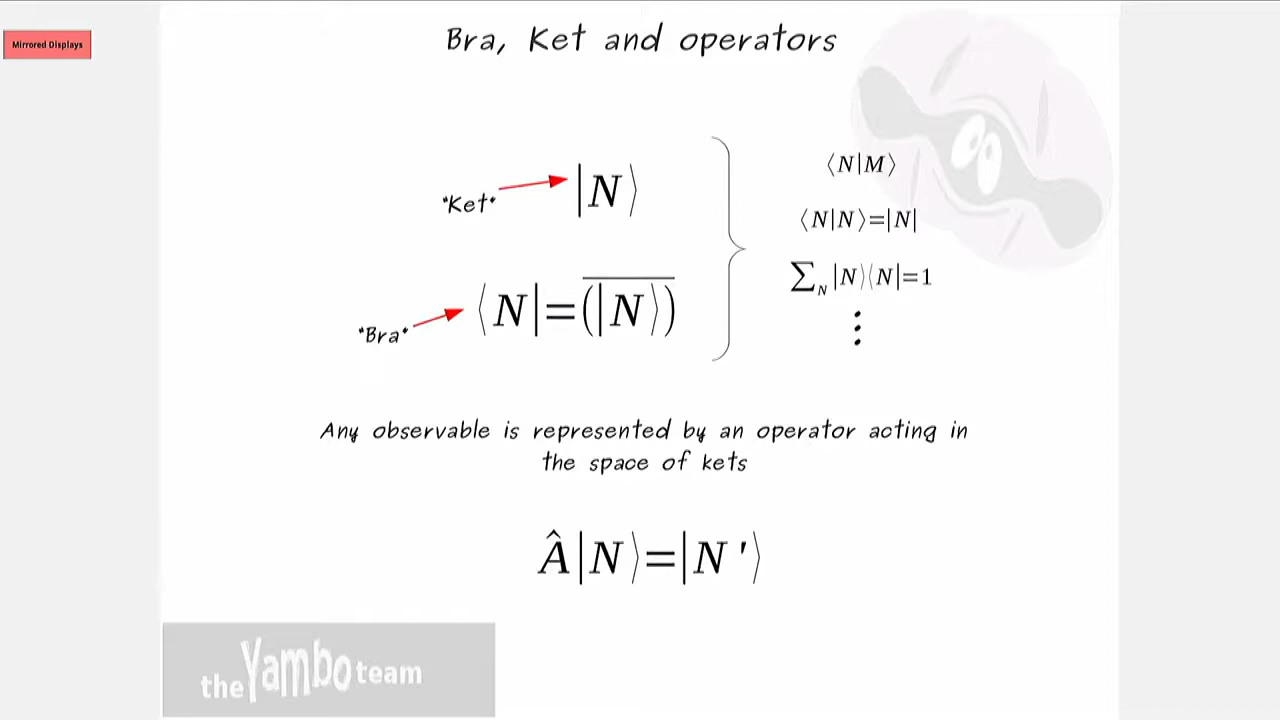 Mirrored Displays
Bra, Ket and operators
"Ket"
|N⟩
"Bra"
⟨N|=(|N⟩)̅
⟨N|M⟩
⟨N|N⟩=|N|
∑_N |N⟩⟨N|=1
⋮
Any observable is represented by an operator acting in
the space of kets
Â|N⟩=|N'⟩
the Yambo team